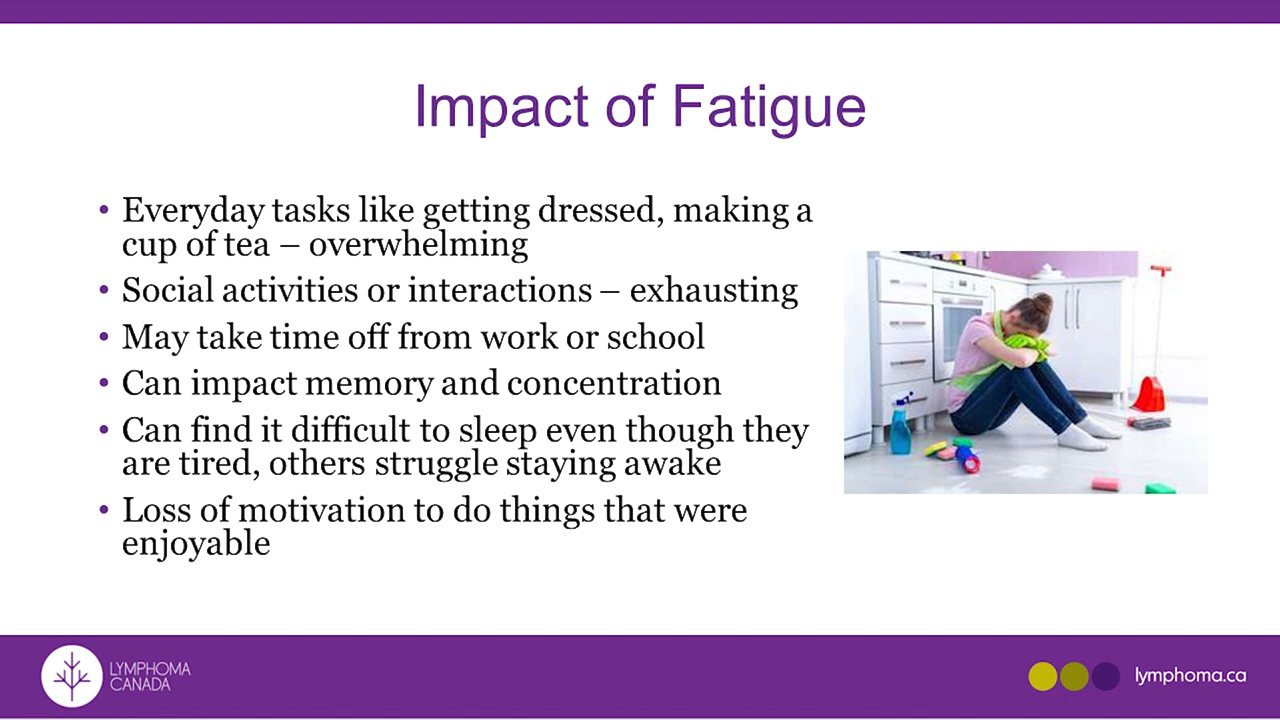 Impact of Fatigue
• Everyday tasks like getting dressed, making a
cup of tea – overwhelming
• Social activities or interactions – exhausting
• May take time off from work or school
• Can impact memory and concentration
• Can find it difficult to sleep even though they
are tired, others struggle staying awake
• Loss of motivation to do things that were
enjoyable
LYMPHOMA
CANADA
lymphoma.ca